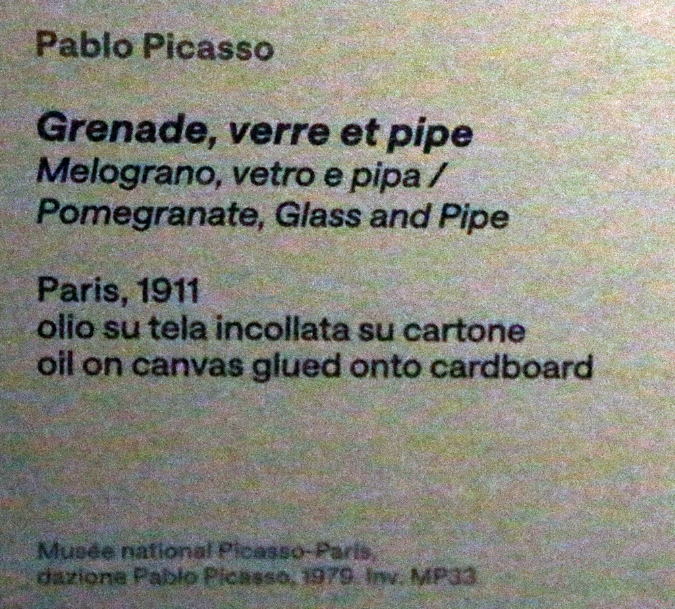 Pablo Picasso
Grenade, verre et pipe
Melograno, vetro e pipa /
Pomegranate, Glass and Pipe
Paris, 1911
olio su tela incollata su cartone
oil on canvas glued onto cardboard
Musée national Picasso-Paris,
dazione Pablo Picasso, 1979. Inv. MP33